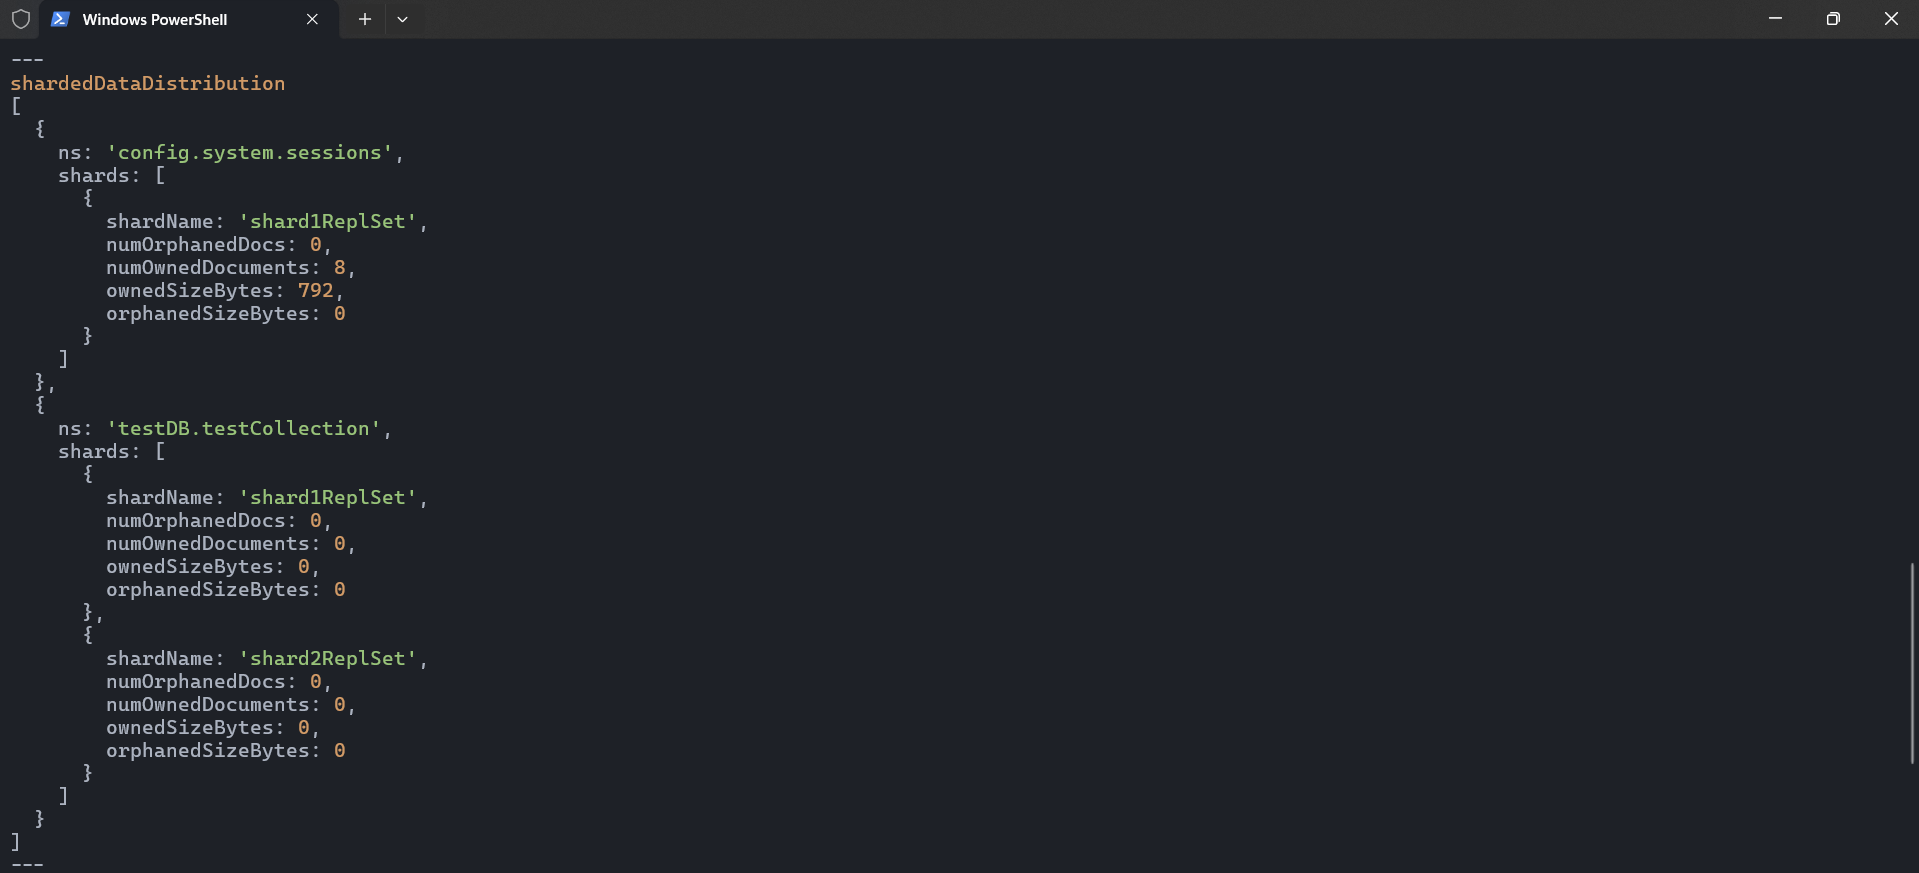 Windows PowerShell
---
shardedDataDistribution
[
  {
    ns: 'config.system.sessions',
    shards: [
      {
        shardName: 'shard1ReplSet',
        numOrphanedDocs: 0,
        numOwnedDocuments: 8,
        ownedSizeBytes: 792,
        orphanedSizeBytes: 0
      }
    ]
  },
  {
    ns: 'testDB.testCollection',
    shards: [
      {
        shardName: 'shard1ReplSet',
        numOrphanedDocs: 0,
        numOwnedDocuments: 0,
        ownedSizeBytes: 0,
        orphanedSizeBytes: 0
      },
      {
        shardName: 'shard2ReplSet',
        numOrphanedDocs: 0,
        numOwnedDocuments: 0,
        ownedSizeBytes: 0,
        orphanedSizeBytes: 0
      }
    ]
  }
]
---